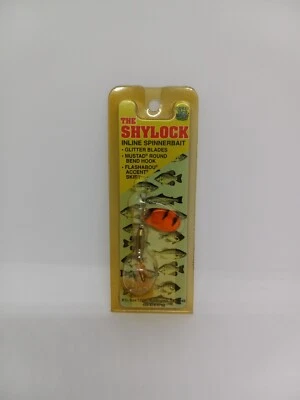 THE
SHYLOCK
INLINE SPINNERBAIT
• GLITTER BLADES
• MUSTAD® ROUND
BEND HOOK
• FLASHABOU®
ACCENT
SKIRT